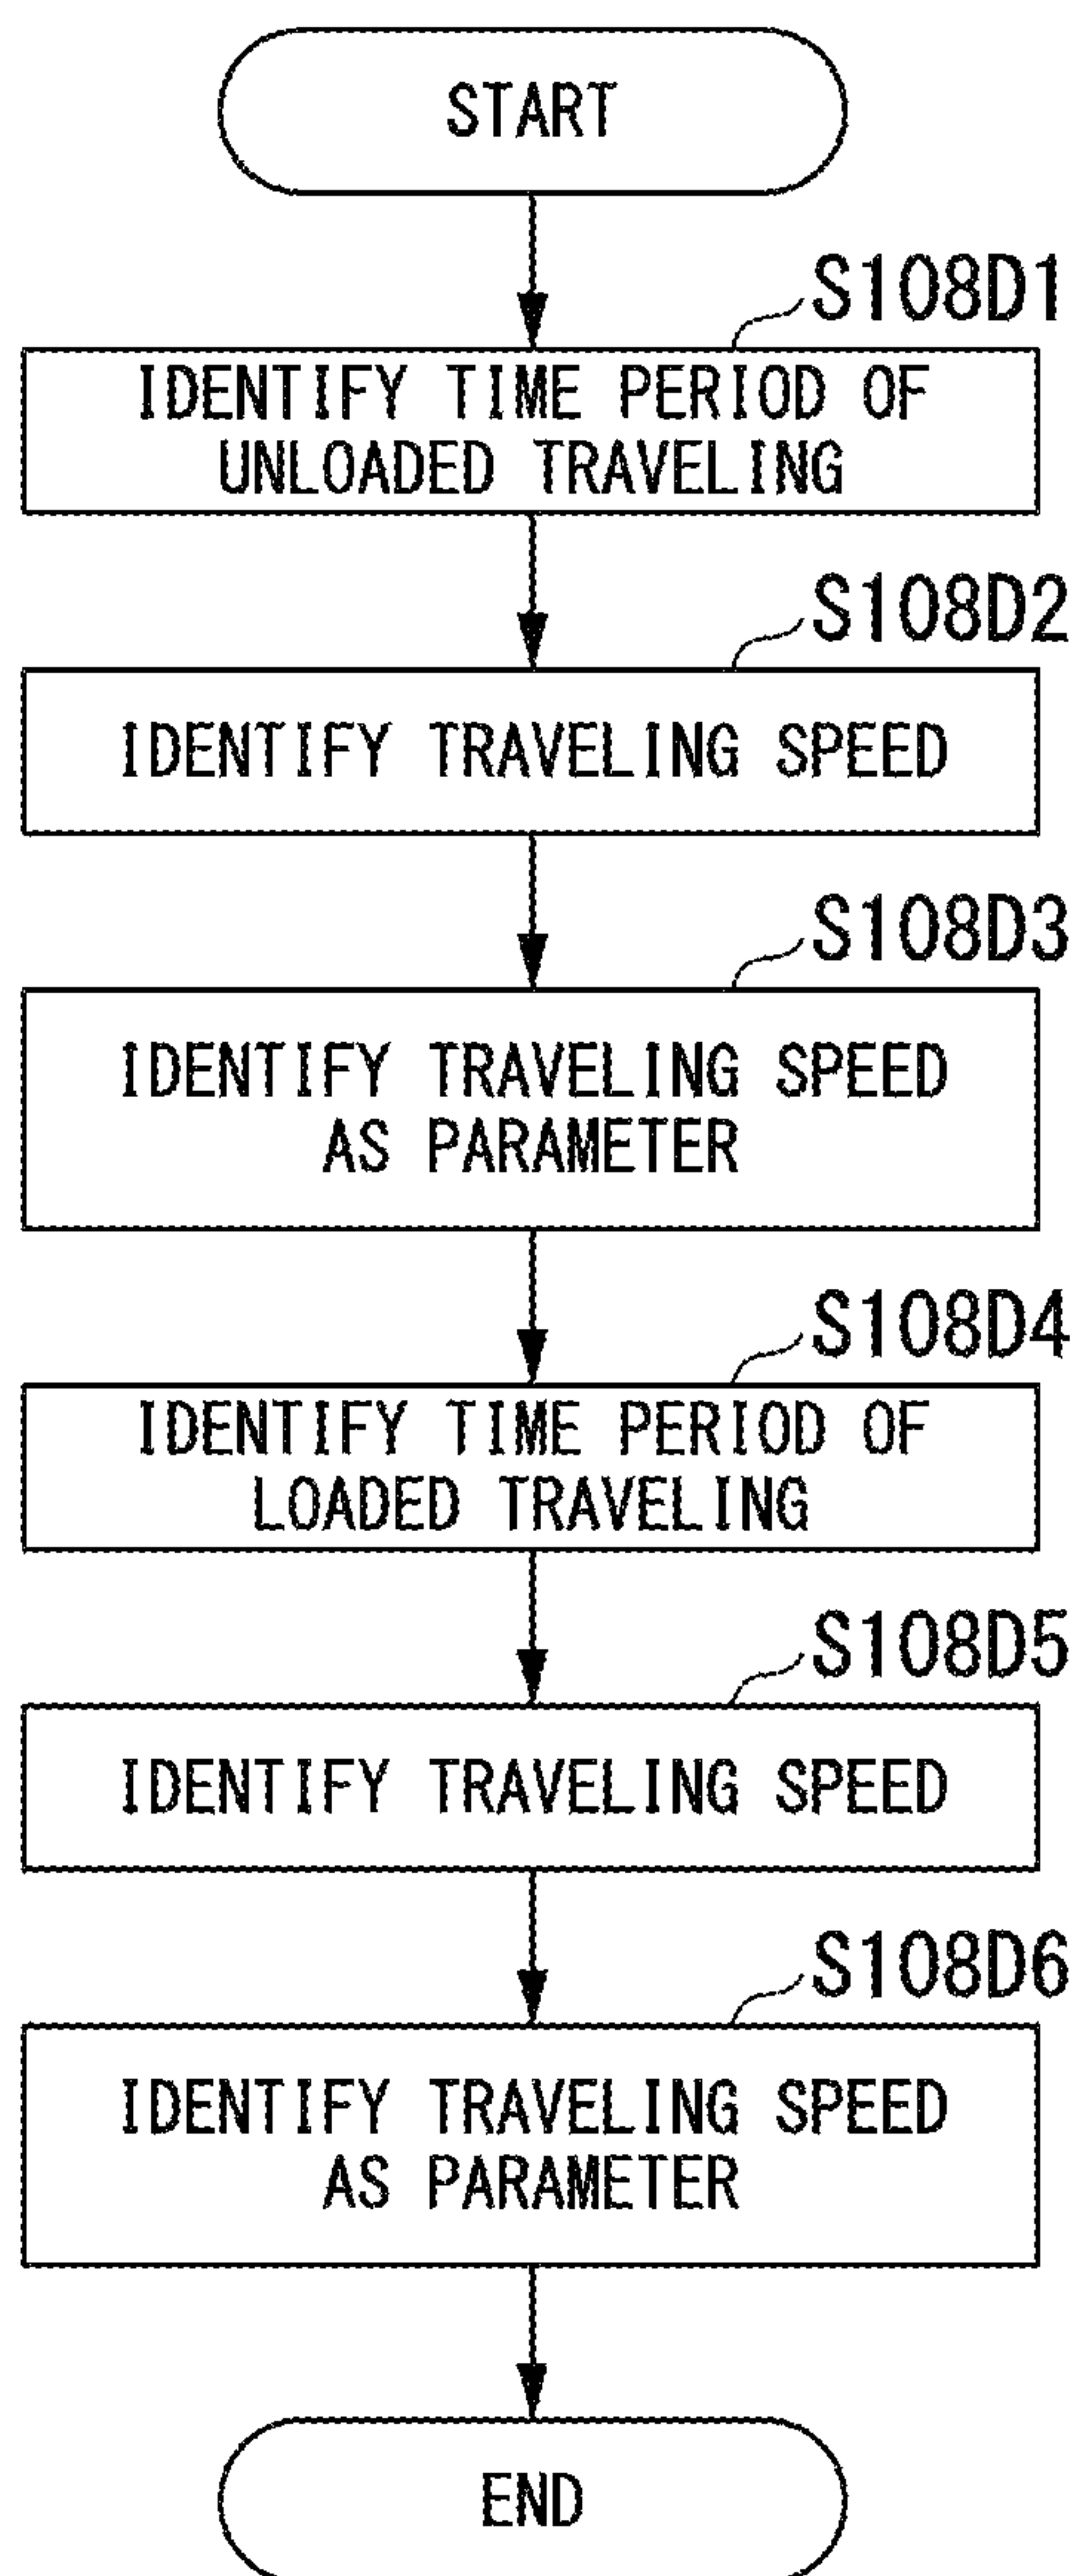 START
S108D1
IDENTIFY TIME PERIOD OF
UNLOADED TRAVELING
S108D2
IDENTIFY TRAVELING SPEED
S108D3
IDENTIFY TRAVELING SPEED
AS PARAMETER
S108D4
IDENTIFY TIME PERIOD OF
LOADED TRAVELING
S108D5
IDENTIFY TRAVELING SPEED
S108D6
IDENTIFY TRAVELING SPEED
AS PARAMETER
END